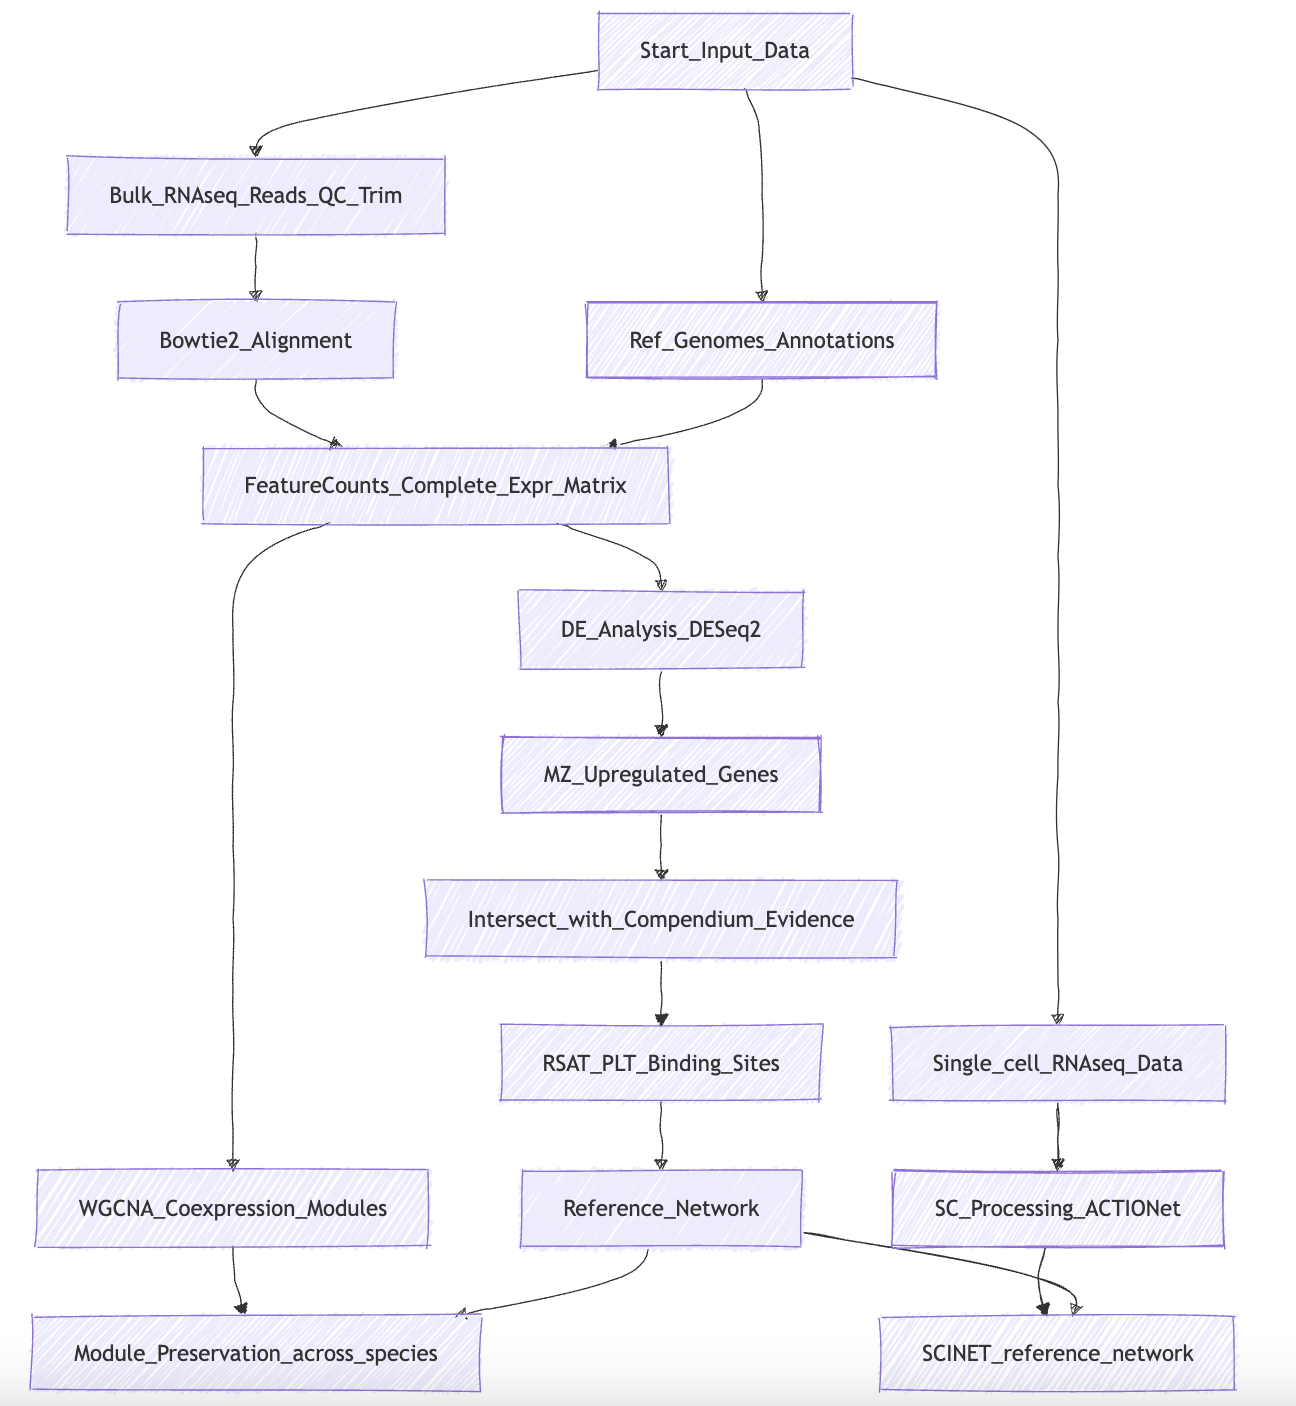 Start_Input_Data
Bulk_RNAseq_Reads_QC_Trim
Bowtie2_Alignment
Ref_Genomes_Annotations
FeatureCounts_Complete_Expr_Matrix
DE_Analysis_DESeq2
MZ_Upregulated_Genes
Intersect_with_Compendium_Evidence
RSAT_PLT_Binding_Sites
Single_cell_RNAseq_Data
WGCNA_Coexpression_Modules
Reference_Network
SC_Processing_ACTIONet
Module_Preservation_across_species
SCINET_reference_network